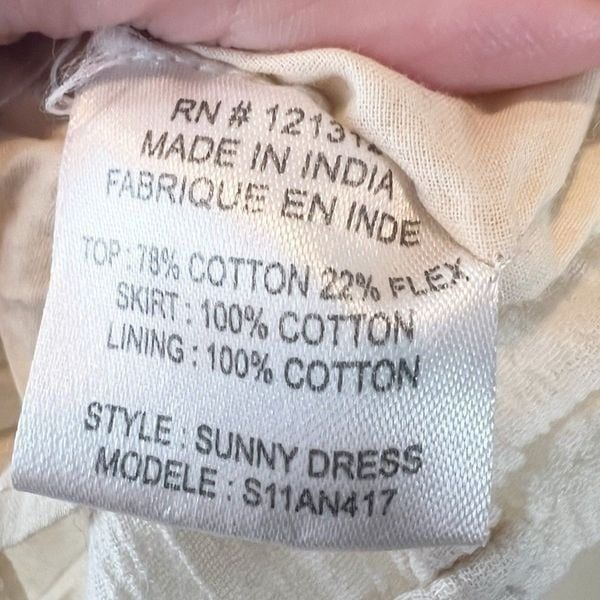 RN #
MADE IN INDIA
FABRIQUE EN INDE
TOP : 78% COTTON 22% FLEX
SKIRT : 100% COTTON
LINING : 100% COTTON
STYLE : SUNNY DRESS
MODELE : S11AN417